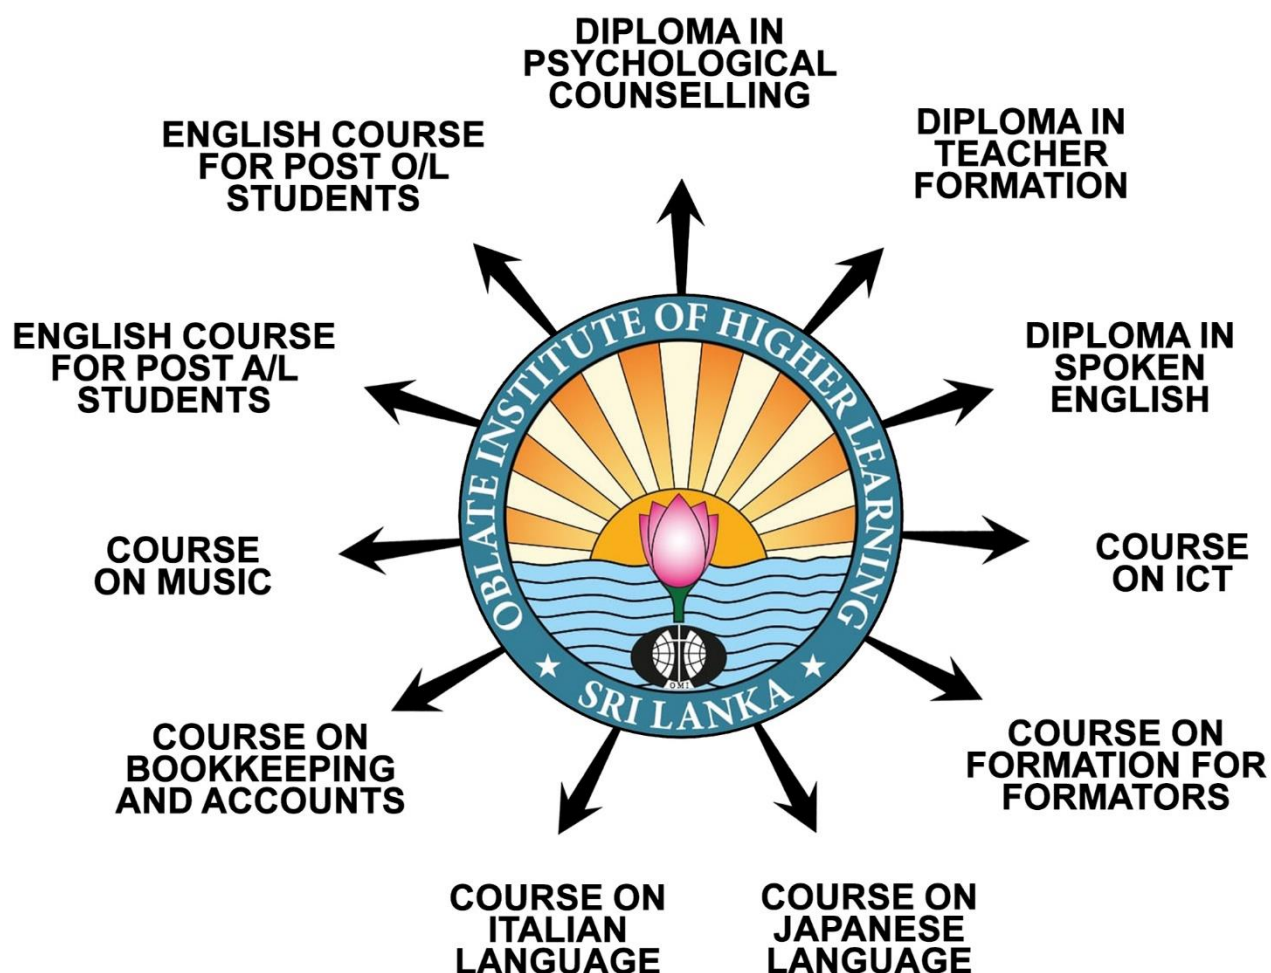 DIPLOMA IN
PSYCHOLOGICAL
COUNSELLING
DIPLOMA IN
TEACHER
FORMATION
DIPLOMA IN
SPOKEN
ENGLISH
COURSE
ON ICT
COURSE ON
FORMATION FOR
FORMATORS
COURSE ON
JAPANESE
LANGUAGE
COURSE ON
ITALIAN
LANGUAGE
COURSE ON
BOOKKEEPING
AND ACCOUNTS
COURSE
ON MUSIC
ENGLISH COURSE
FOR POST A/L
STUDENTS
ENGLISH COURSE
FOR POST O/L
STUDENTS
OBLATE INSTITUTE OF HIGHER LEARNING
SRI LANKA
OMI